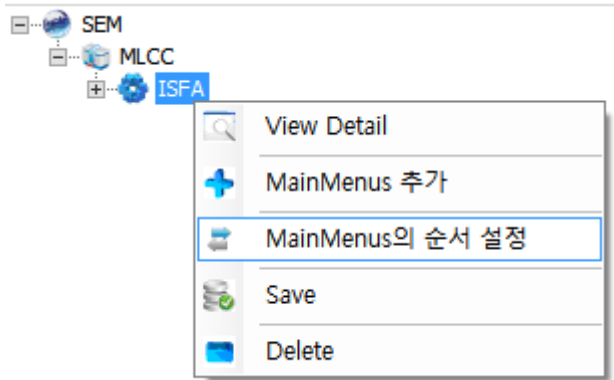 SEM
MLCC
ISFA
View Detail
MainMenus 추가
MainMenus의 순서 설정
Save
Delete